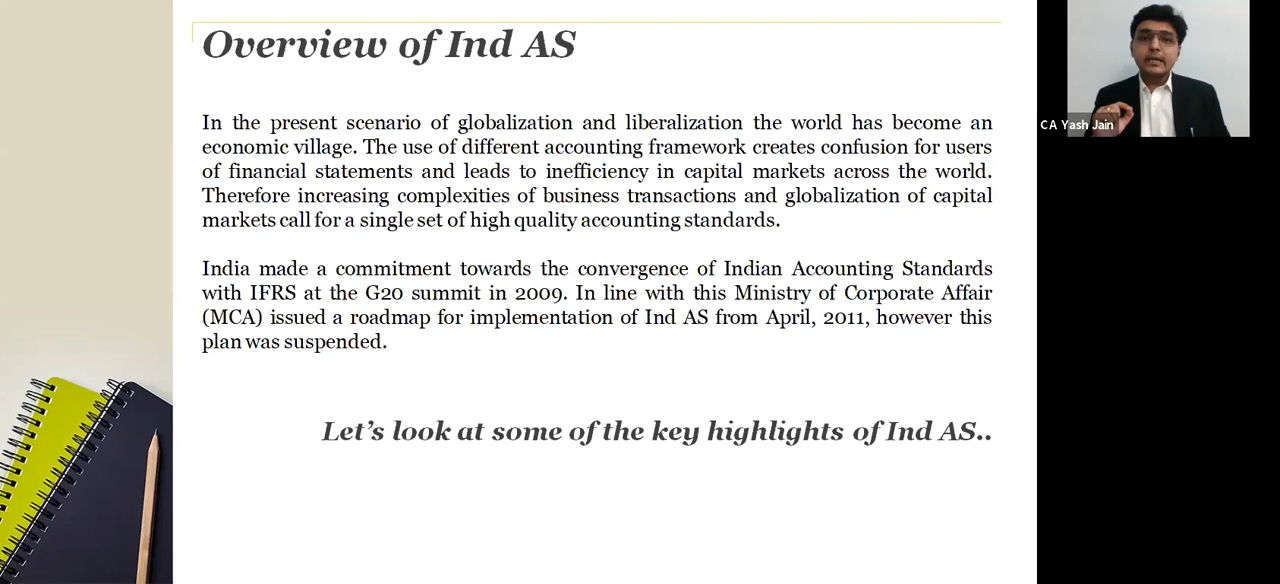 Overview of Ind AS
In the present scenario of globalization and liberalization the world has become an
economic village. The use of different accounting framework creates confusion for users
of financial statements and leads to inefficiency in capital markets across the world.
Therefore increasing complexities of business transactions and globalization of capital
markets call for a single set of high quality accounting standards.
India made a commitment towards the convergence of Indian Accounting Standards
with IFRS at the G20 summit in 2009. In line with this Ministry of Corporate Affair
(MCA) issued a roadmap for implementation of Ind AS from April, 2011, however this
plan was suspended.
Let's look at some of the key highlights of Ind AS..
CA Yash Jain